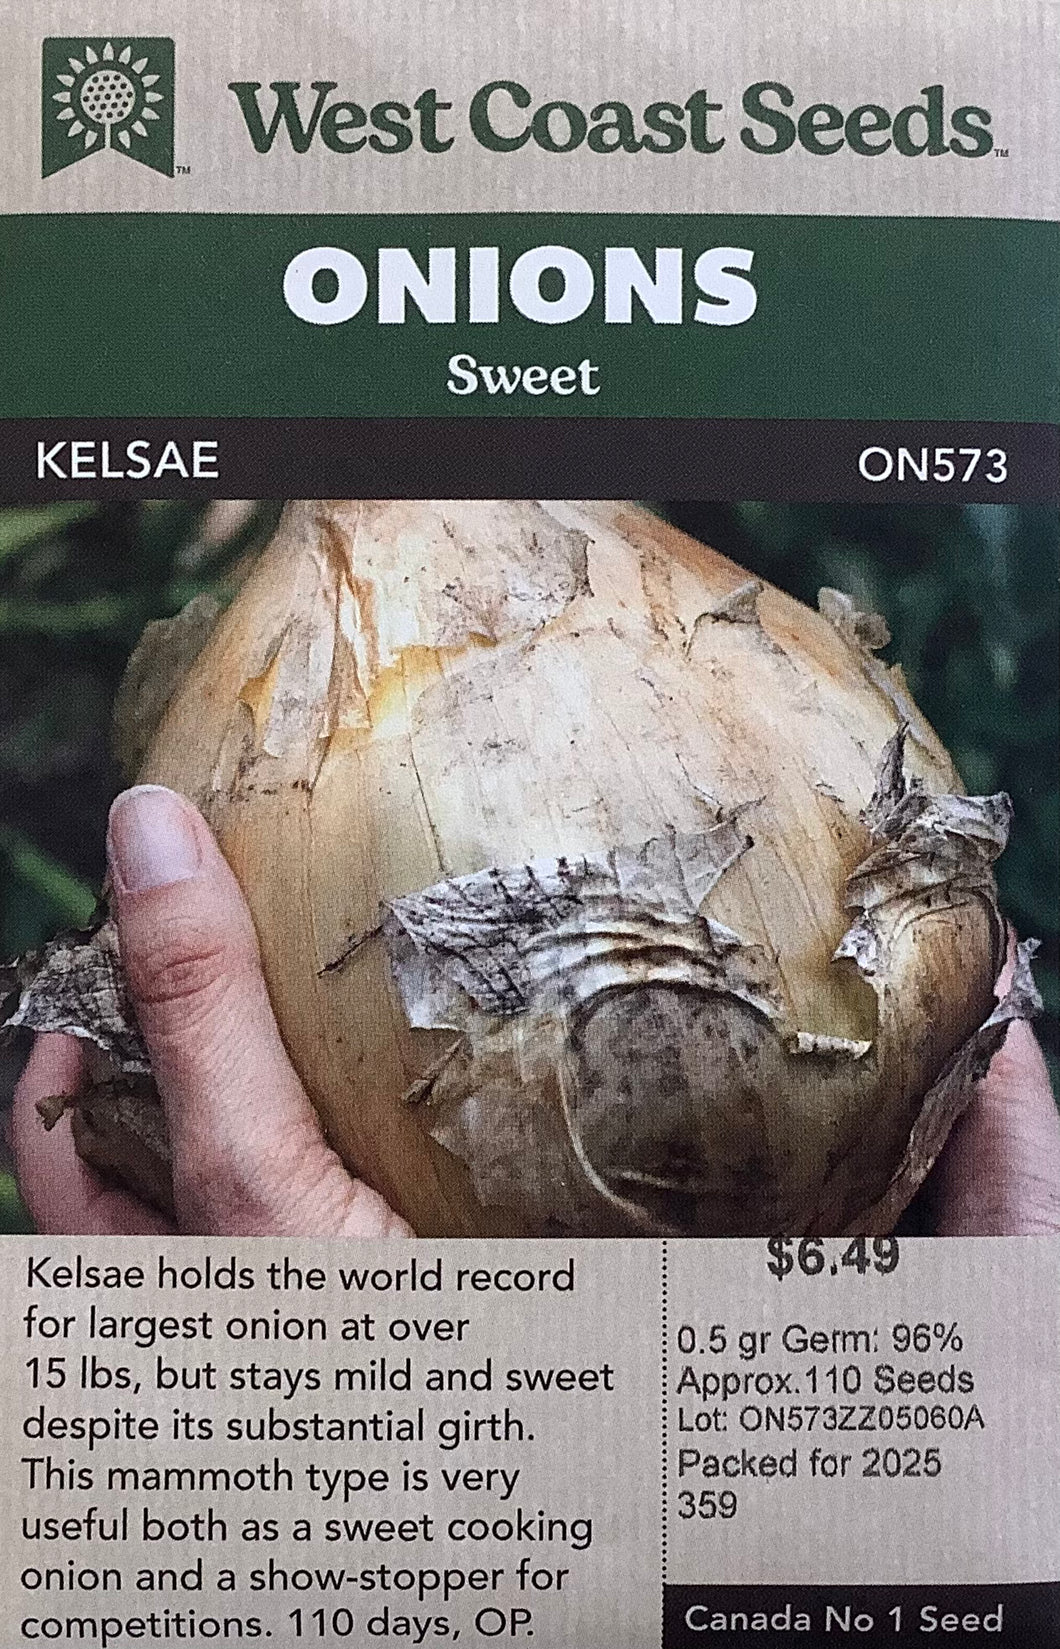 West Coast Seeds™
ONIONS
Sweet
KELSAE
ON573
Kelsae holds the world record
for largest onion at over
15 lbs, but stays mild and sweet
despite its substantial girth.
This mammoth type is very
useful both as a sweet cooking
onion and a show-stopper for
competitions. 110 days, OP.
$6.49
0.5 gr Germ: 96%
Approx.110 Seeds
Lot: ON573ZZ05060A
Packed for 2025
359
Canada No 1 Seed